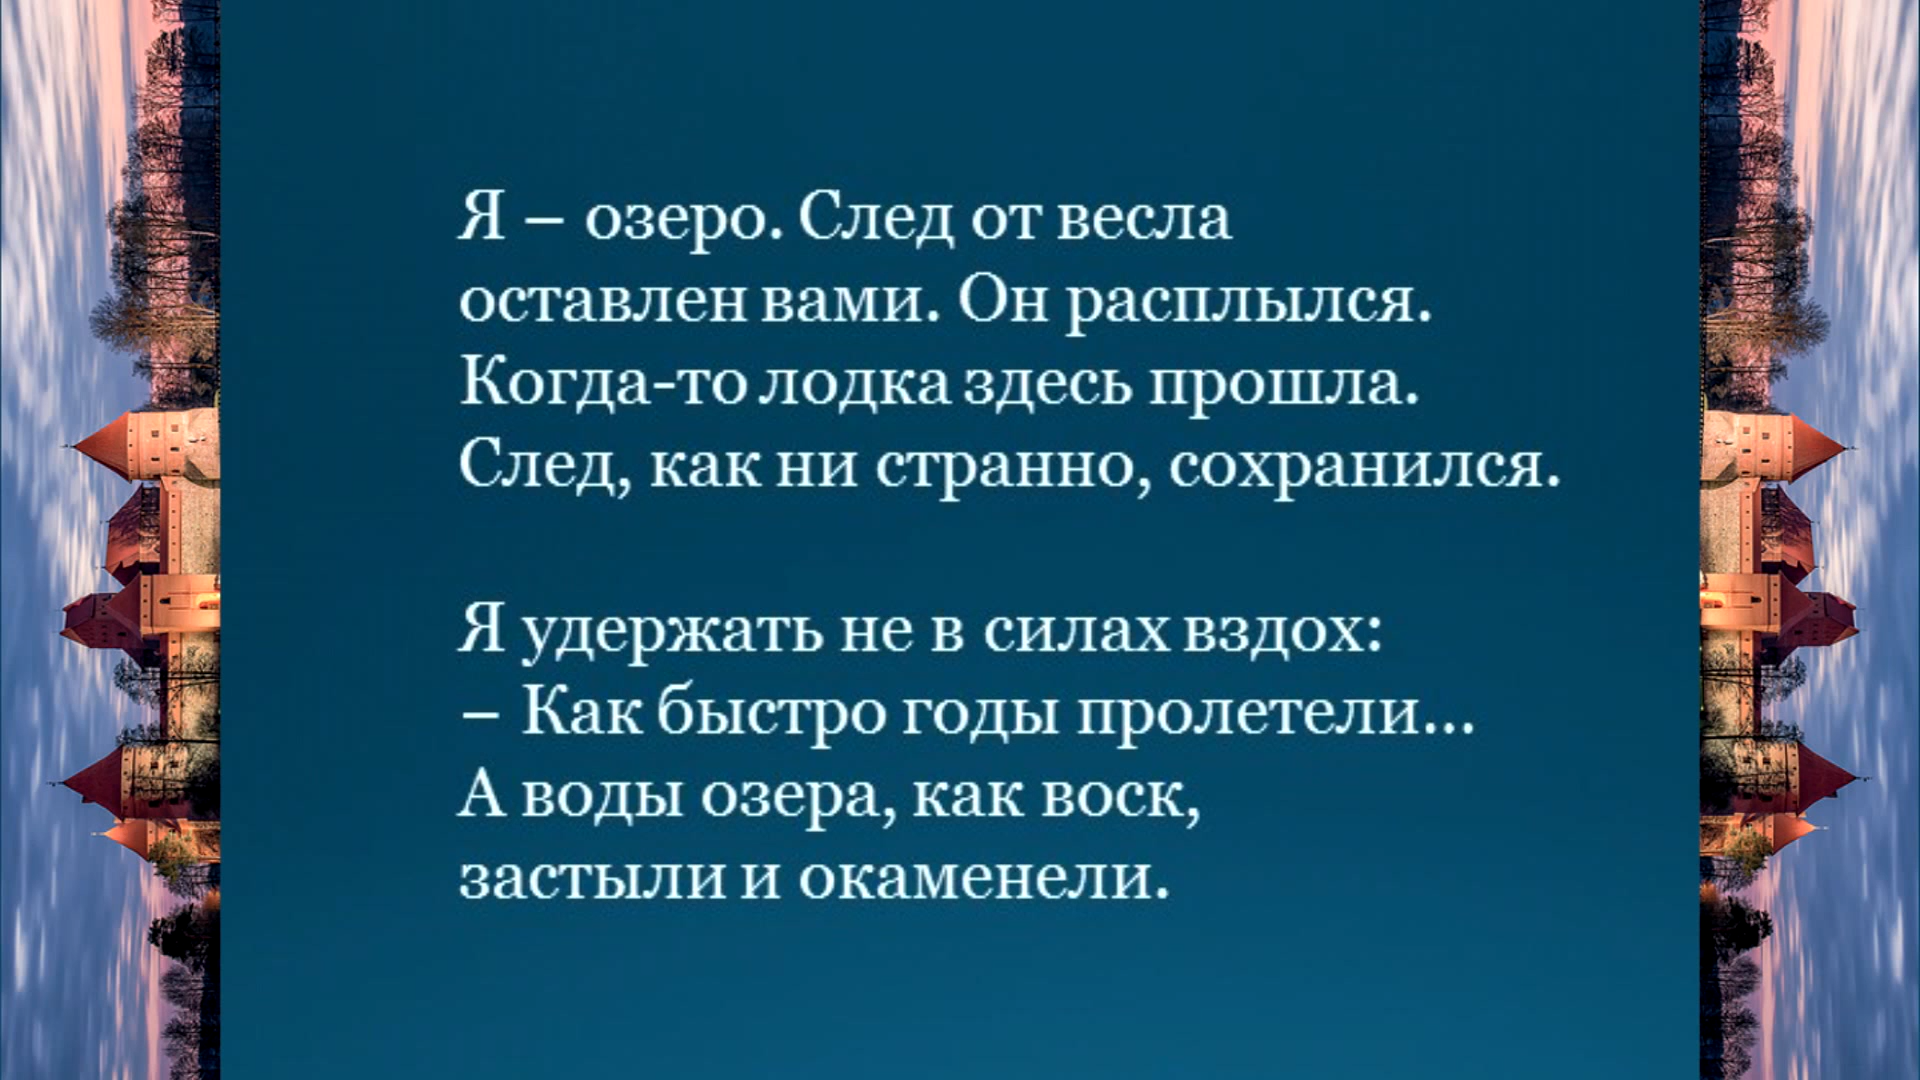 Я – озеро. След от весла
оставлен вами. Он расплылся.
Когда-то лодка здесь прошла.
След, как ни странно, сохранился.
Я удержать не в силах вздох:
– Как быстро годы пролетели...
А воды озера, как воск,
застыли и окаменели.